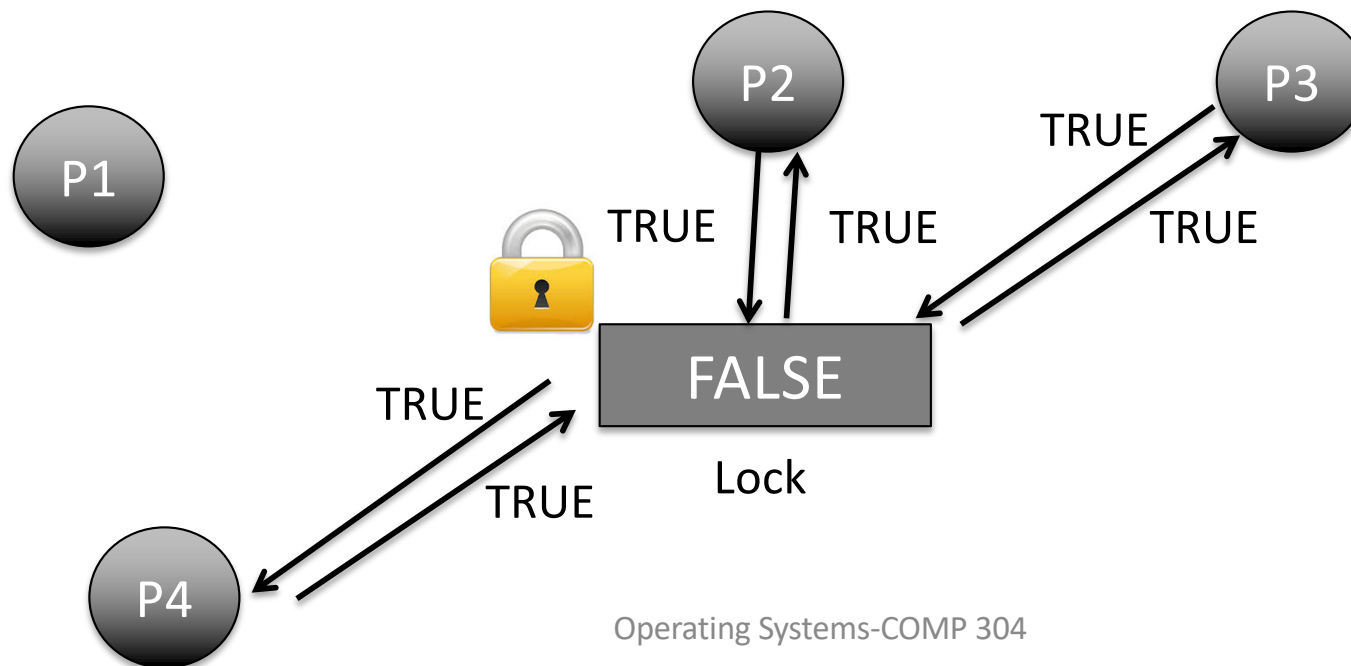 P2
P3
TRUE
P1
TRUE
TRUE
TRUE
FALSE
TRUE
Lock
TRUE
P4
Operating Systems-COMP 304